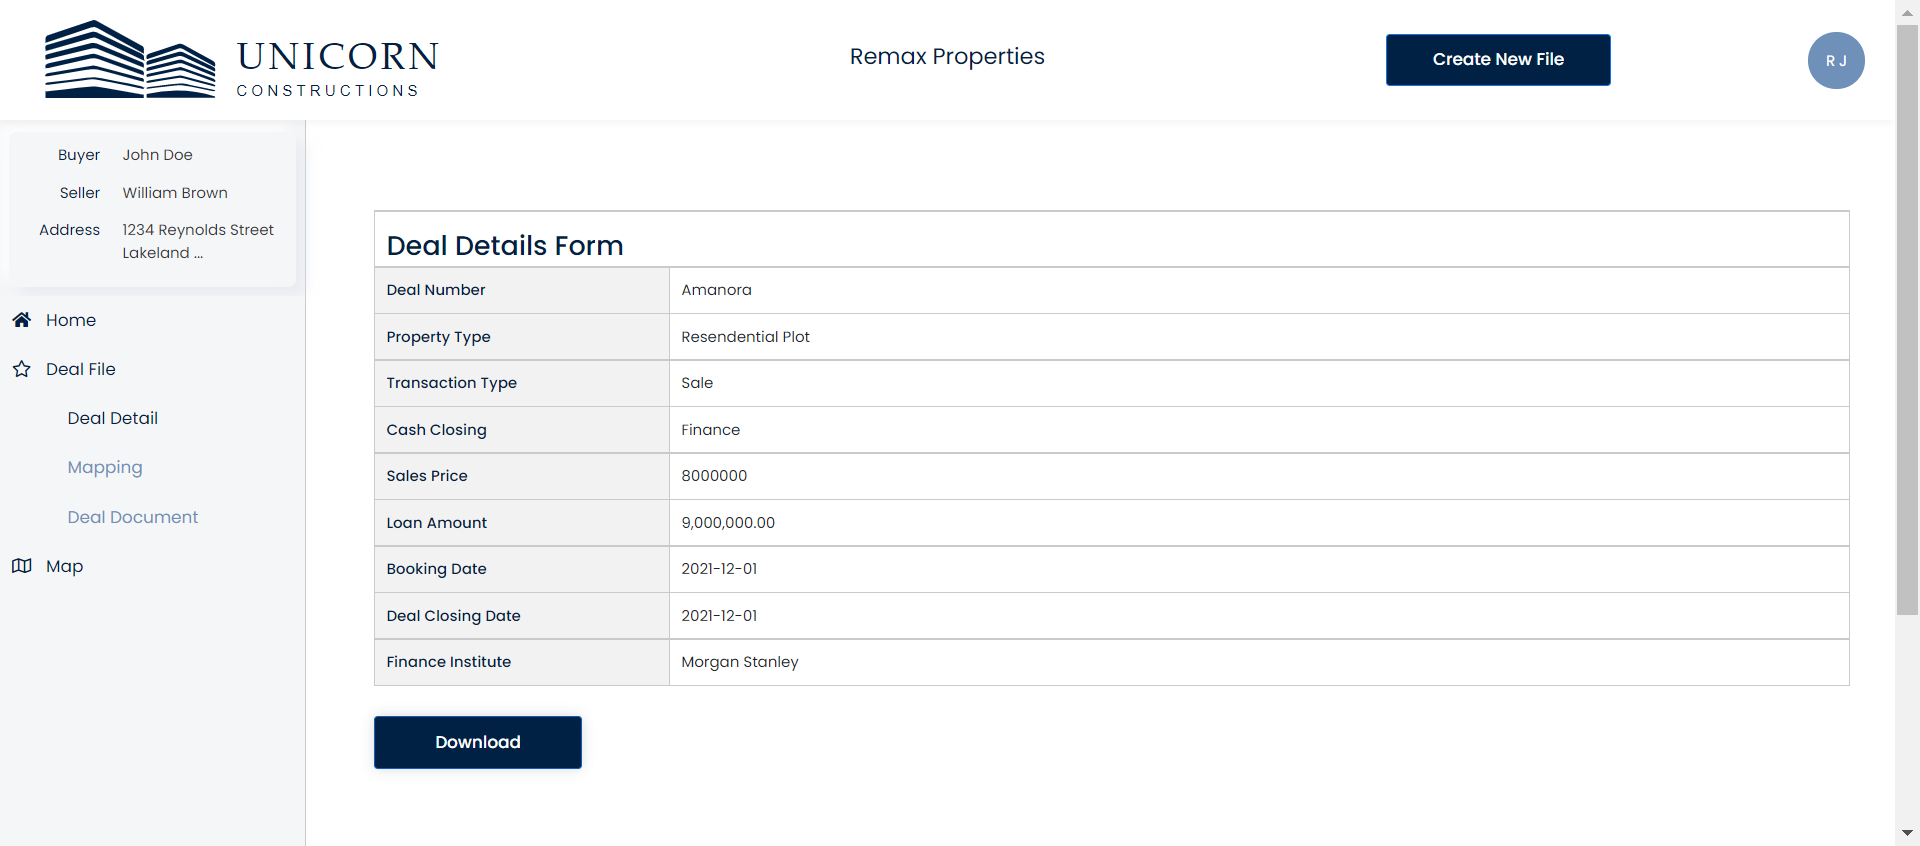 UNICORN
CONSTRUCTIONS
Remax Properties
Create New File
R J
Buyer John Doe
Seller William Brown
Address 1234 Reynolds Street
Lakeland ...
Home
Deal File
Deal Detail
Mapping
Deal Document
Map
Deal Details Form
Deal Number Amanora
Property Type Resendential Plot
Transaction Type Sale
Cash Closing Finance
Sales Price 8000000
Loan Amount 9,000,000.00
Booking Date 2021-12-01
Deal Closing Date 2021-12-01
Finance Institute Morgan Stanley
Download